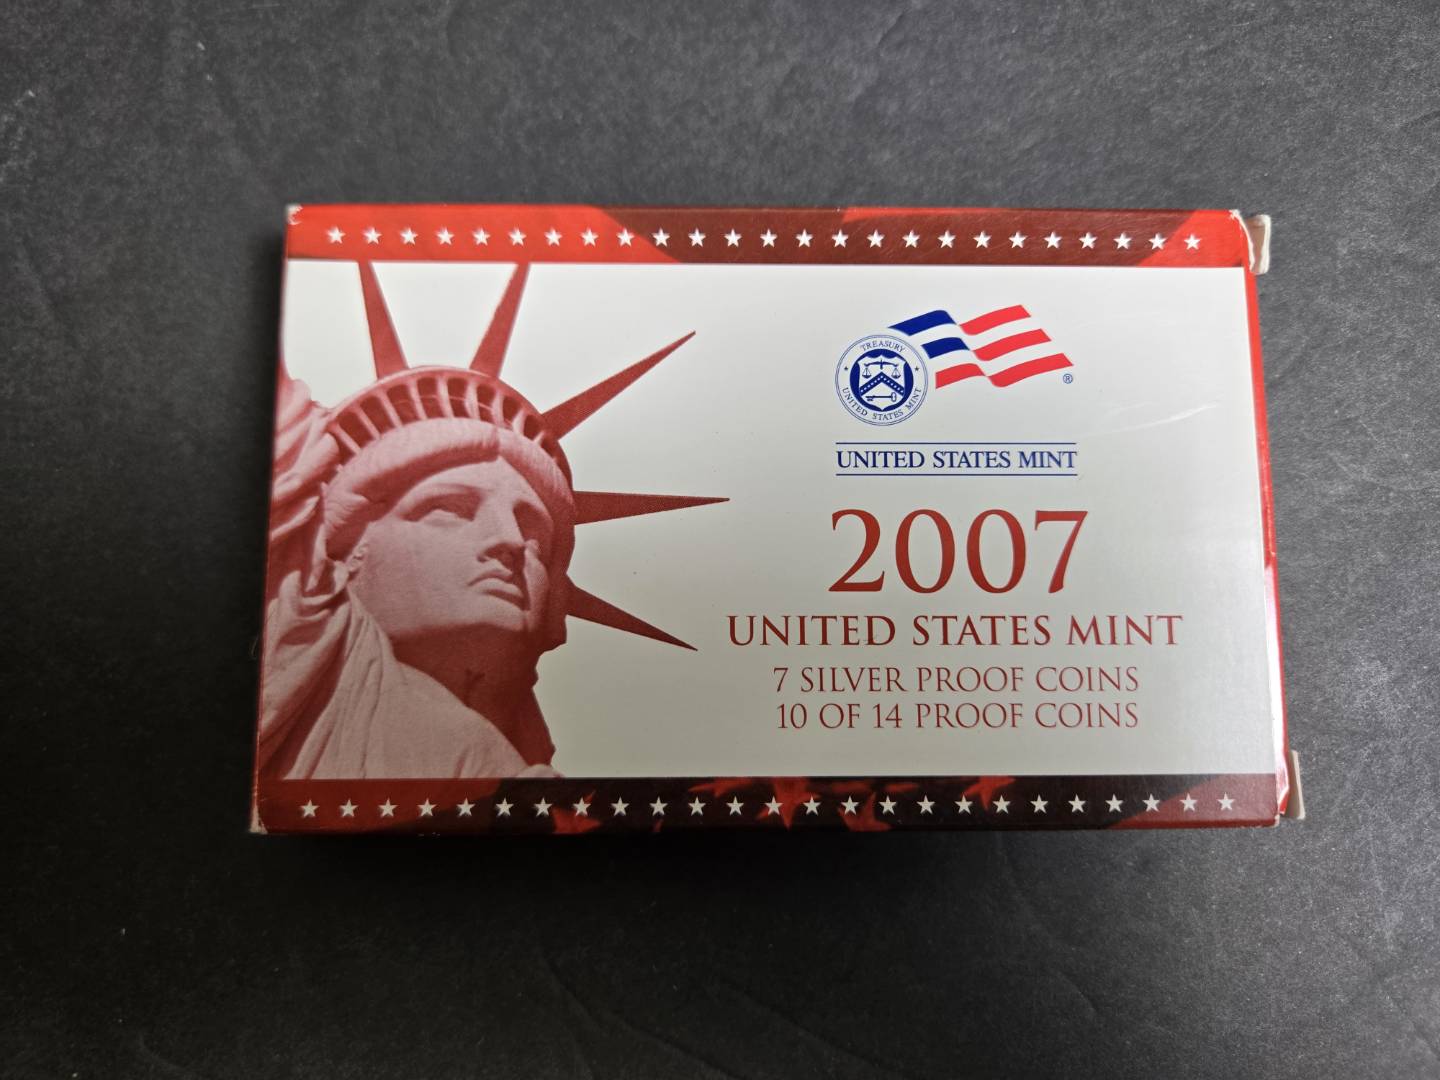 TREASURY
UNITED STATES MINT
®
UNITED STATES MINT
2007
UNITED STATES MINT
7 SILVER PROOF COINS
10 OF 14 PROOF COINS